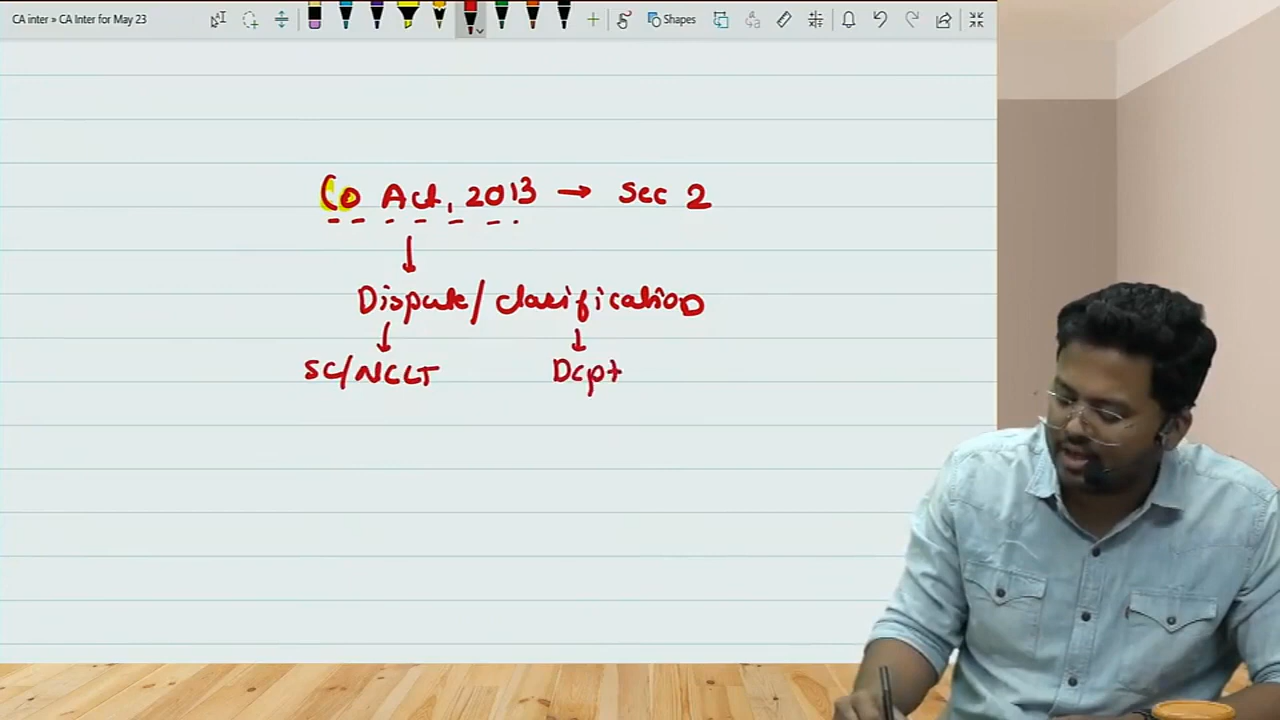 CA inter » CA Inter for May 23
Shapes
Co Act, 2013 → Sec 2
Dispute/ clarification
SC/NCLT Dept